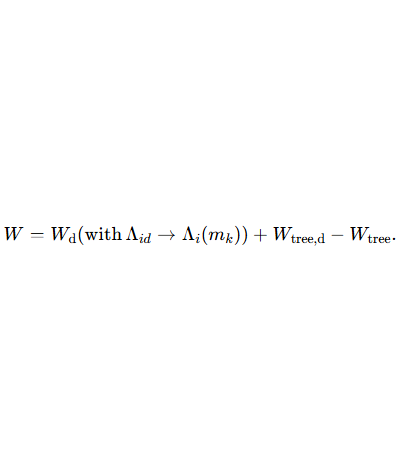 W = W_d(with Λ_{id} → Λ_i(m_k)) + W_{tree,d} − W_{tree}.